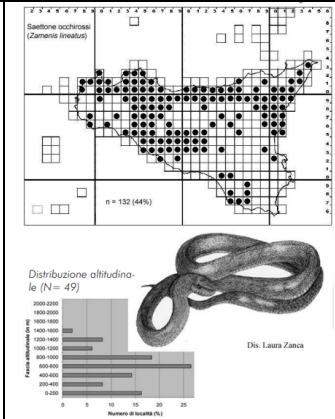 Saettone occhirossi
(Zamenis lineatus)
n = 132 (44%)
Distribuzione altitudina-
le (N= 49)
Dis. Laura Zanca
Fascia altitudinale (in m)
2000-2200
1800-2000
1600-1800
1400-1600
1200-1400
1000-1200
800-1000
600-800
400-600
200-400
0-200
0 5 10 15 20 25
Numero di località (%)